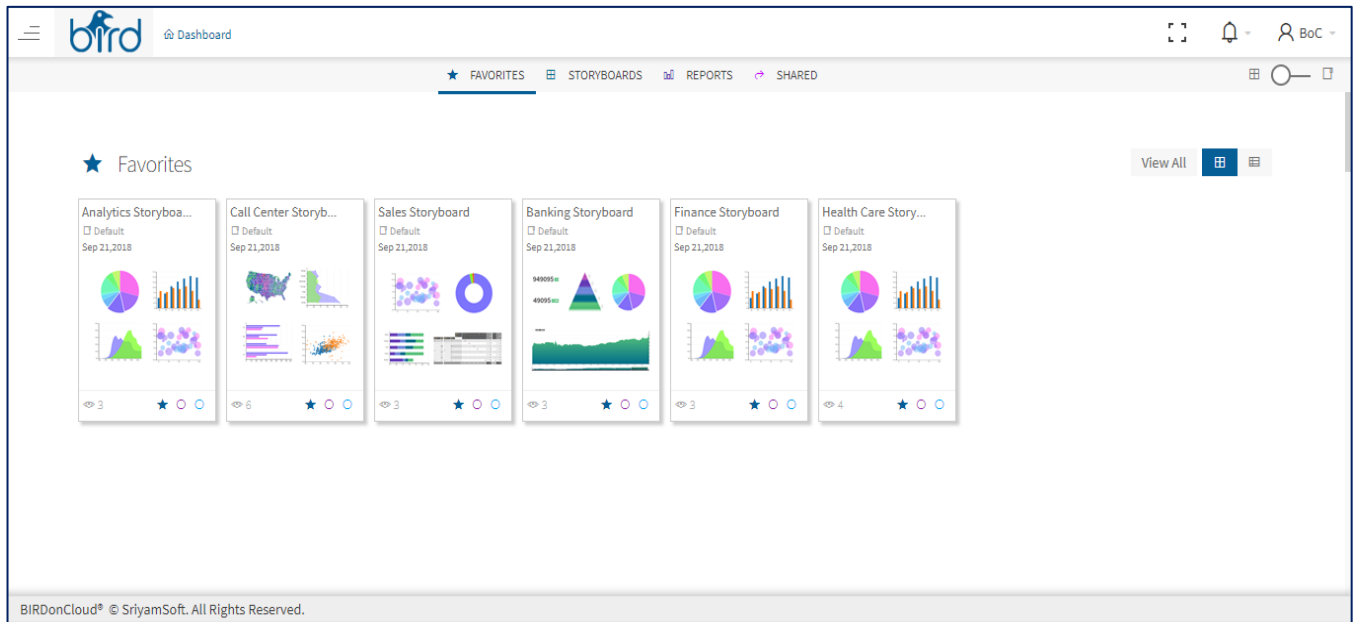 bird
Dashboard
BoC
FAVORITES STORYBOARDS REPORTS SHARED
Favorites
View All
Analytics Storyboa...
Default
Sep 21,2018
3
Call Center Storyb...
Default
Sep 21,2018
6
Sales Storyboard
Default
Sep 21,2018
3
Banking Storyboard
Default
Sep 21,2018
949095
49095
3
Finance Storyboard
Default
Sep 21,2018
3
Health Care Story...
Default
Sep 21,2018
4
BIRDonCloud® © SriyamSoft. All Rights Reserved.